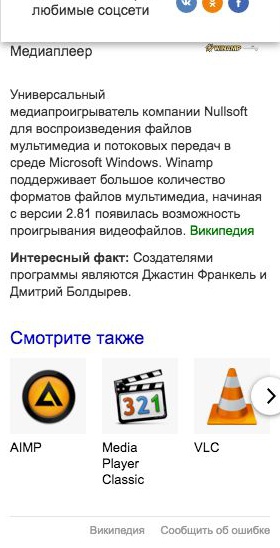 любимые соцсети
Медиаплеер
WINAMP
Универсальный
медиапроигрыватель компании Nullsoft
для воспроизведения файлов
мультимедиа и потоковых передач в
среде Microsoft Windows. Winamp
поддерживает большое количество
форматов файлов мультимедиа, начиная
с версии 2.81 появилась возможность
проигрывания видеофайлов. Википедия
Интересный факт: Создателями
программы являются Джастин Франкель и
Дмитрий Болдырев.
Смотрите также
321
AIMP
Media
Player
Classic
VLC
Википедия Сообщить об ошибке